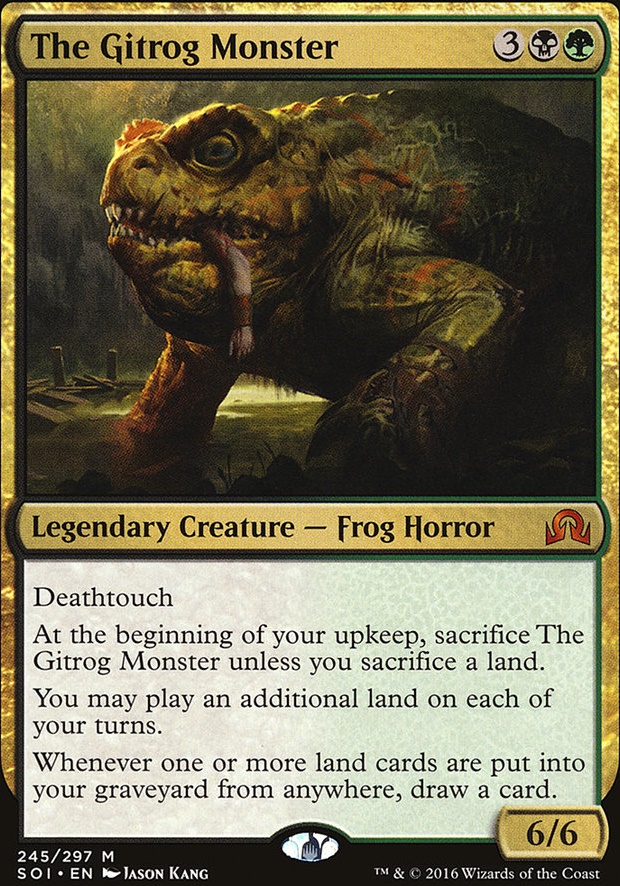 The Gitrog Monster 3
Legendary Creature — Frog Horror
Deathtouch
At the beginning of your upkeep, sacrifice The
Gitrog Monster unless you sacrifice a land.
You may play an additional land on each of
your turns.
Whenever one or more land cards are put into
your graveyard from anywhere, draw a card.
6/6
245/297 M
SOI • EN Jason Kang
™ & © 2016 Wizards of the Coast